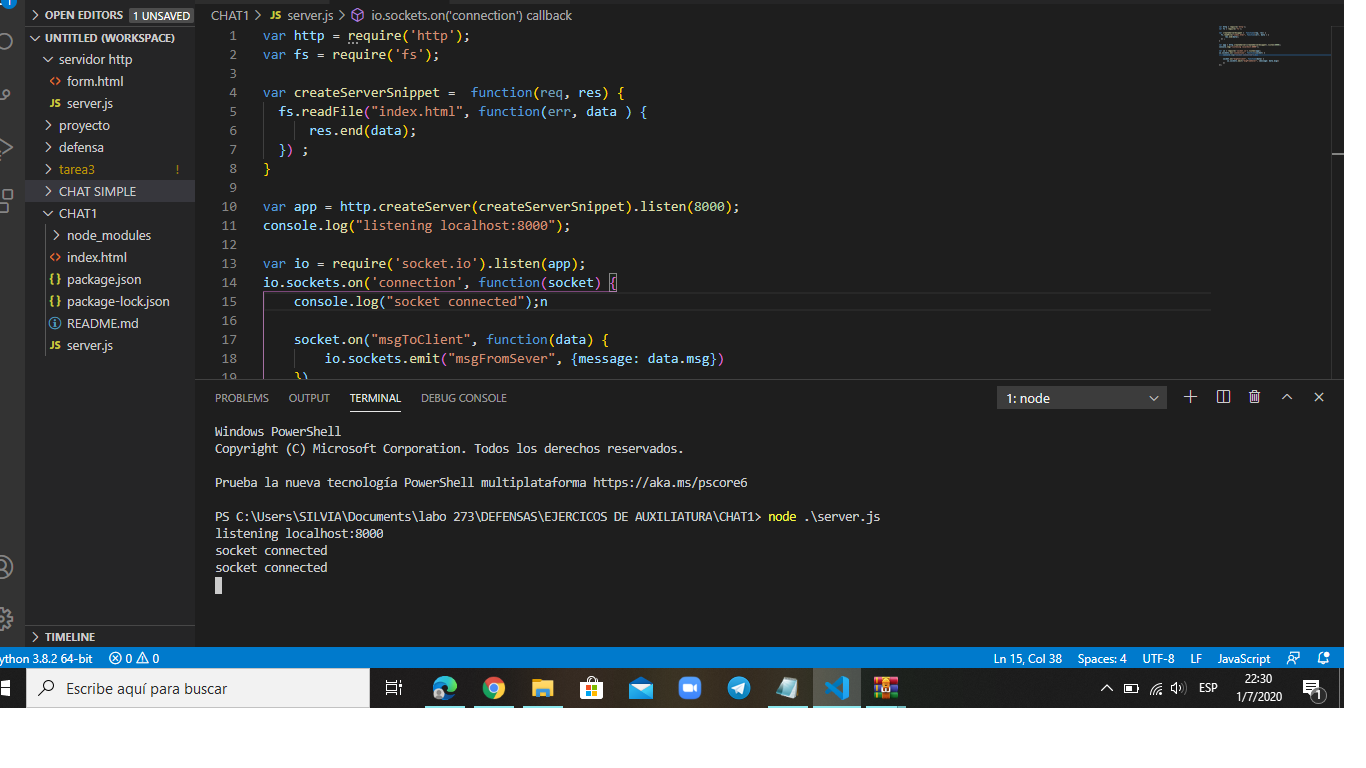 OPEN EDITORS 1 UNSAVED
UNTITLED (WORKSPACE)
servidor http
form.html
JS server.js
proyecto
defensa
tarea3 !
CHAT SIMPLE
CHAT1
node_modules
index.html
{} package.json
{} package-lock.json
README.md
JS server.js
TIMELINE
CHAT1 > JS server.js > io.sockets.on('connection') callback
1 var http = require('http');
2 var fs = require('fs');
3
4 var createServerSnippet =  function(req, res) {
5 fs.readFile("index.html", function(err, data ) {
6 res.end(data);
7 }) ;
8 }
9
10 var app = http.createServer(createServerSnippet).listen(8000);
11 console.log("listening localhost:8000");
12
13 var io = require('socket.io').listen(app);
14 io.sockets.on('connection', function(socket) {
15 console.log("socket connected");n
16
17 socket.on("msgToClient", function(data) {
18 io.sockets.emit("msgFromSever", {message: data.msg})
19 })
PROBLEMS OUTPUT TERMINAL DEBUG CONSOLE 1: node
Windows PowerShell
Copyright (C) Microsoft Corporation. Todos los derechos reservados.
Prueba la nueva tecnología PowerShell multiplataforma https://aka.ms/pscore6
PS C:\Users\SILVIA\Documents\labo 273\DEFENSAS\EJERCICOS DE AUXILIATURA\CHAT1> node .\server.js
listening localhost:8000
socket connected
socket connected
ython 3.8.2 64-bit 0 0 Ln 15, Col 38 Spaces: 4 UTF-8 LF JavaScript
Escribe aquí para buscar
ESP
22:30
1/7/2020
1